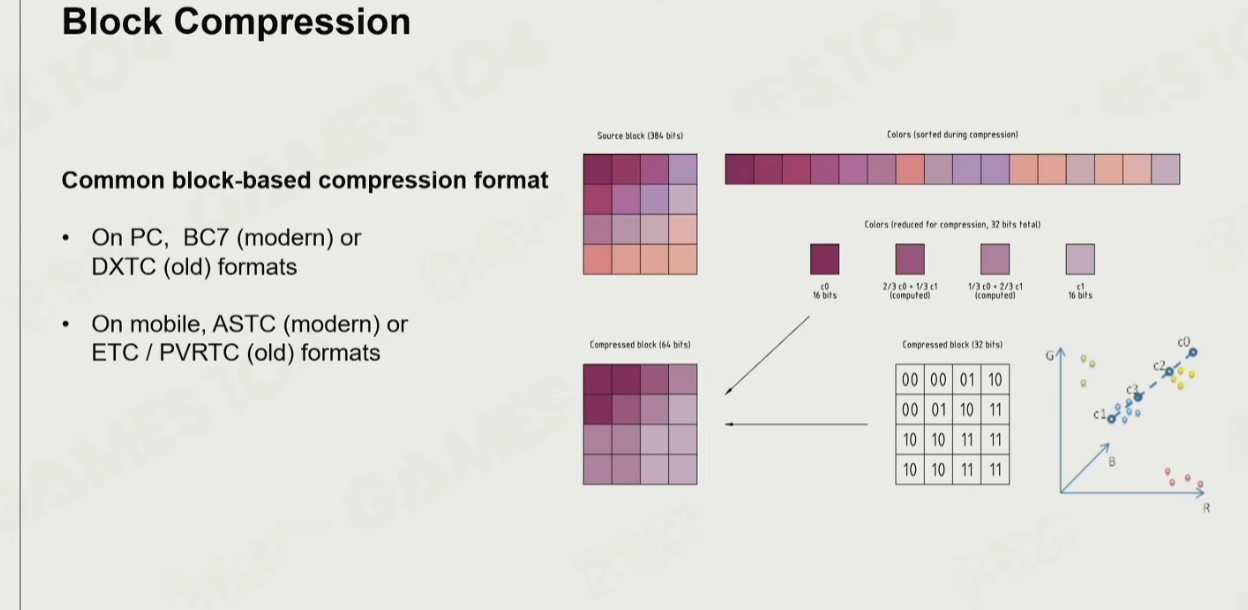 Block Compression
Common block-based compression format
• On PC, BC7 (modern) or
DXTC (old) formats
• On mobile, ASTC (modern) or
ETC / PVRTC (old) formats
Source block (384 bits)
Colors (sorted during compression)
Colors (reduced for compression, 32 bits total)
c0
16 bits
2/3 c0 + 1/3 c1
(computed)
1/3 c0 + 2/3 c1
(computed)
c1
16 bits
Compressed block (64 bits)
Compressed block (32 bits)
00 00 01 10
00 01 10 11
10 10 11 11
10 10 11 11
G
c0
c2
c3
c1
B
R
GAMES104